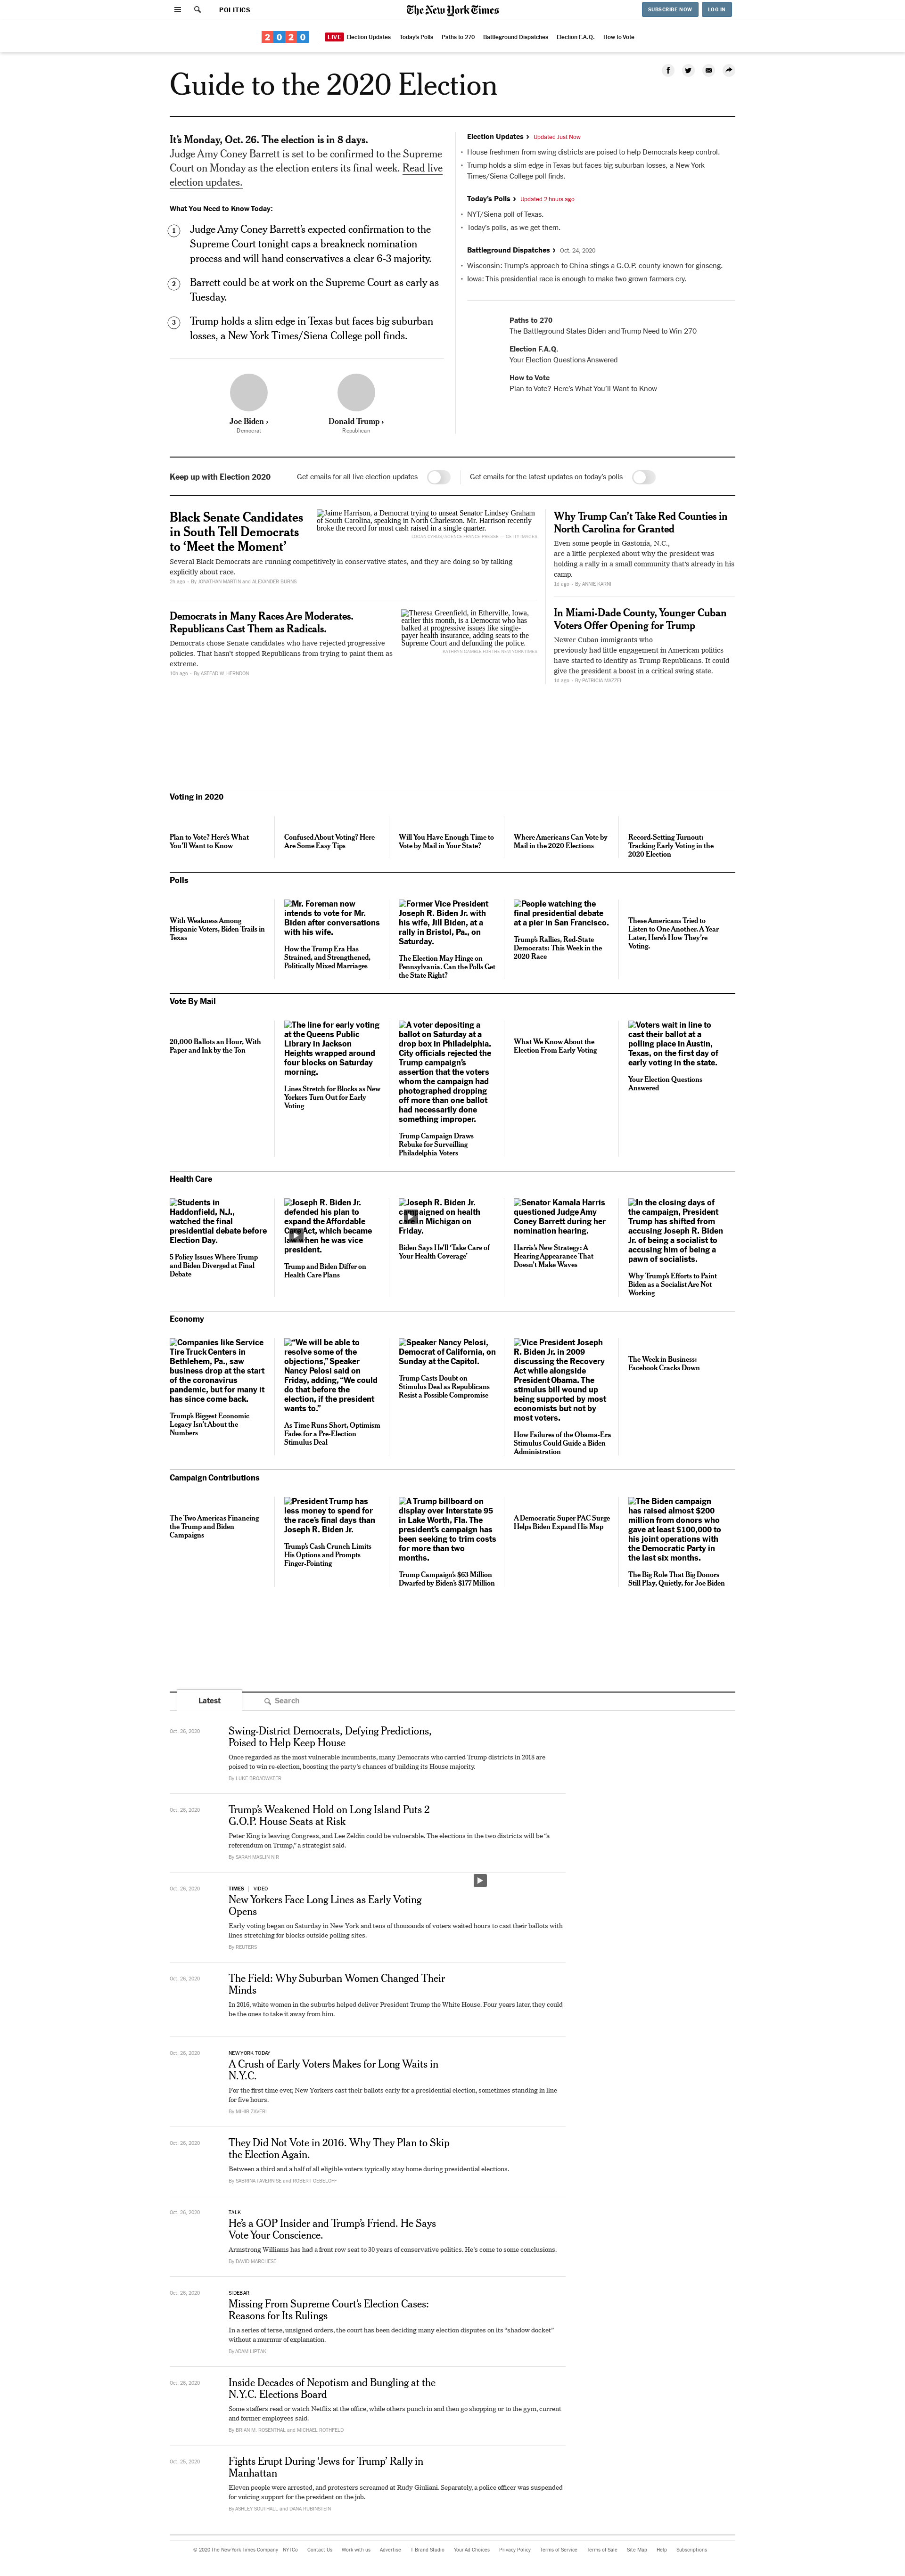 POLITICS
The New York Times
SUBSCRIBE NOW
LOG IN
2020
LIVE Election Updates
Today's Polls
Paths to 270
Battleground Dispatches
Election F.A.Q.
How to Vote
Guide to the 2020 Election
It's Monday, Oct. 26. The election is in 8 days.
Judge Amy Coney Barrett is set to be confirmed to the Supreme
Court on Monday as the election enters its final week. Read live
election updates.
What You Need to Know Today:
1 Judge Amy Coney Barrett's expected confirmation to the
Supreme Court tonight caps a breakneck nomination
process and will hand conservatives a clear 6-3 majority.
2 Barrett could be at work on the Supreme Court as early as
Tuesday.
3 Trump holds a slim edge in Texas but faces big suburban
losses, a New York Times/Siena College poll finds.
Joe Biden ›
Democrat
Donald Trump ›
Republican
Election Updates › Updated Just Now
• House freshmen from swing districts are poised to help Democrats keep control.
• Trump holds a slim edge in Texas but faces big suburban losses, a New York
Times/Siena College poll finds.
Today's Polls › Updated 2 hours ago
• NYT/Siena poll of Texas.
• Today's polls, as we get them.
Battleground Dispatches › Oct. 24, 2020
• Wisconsin: Trump's approach to China stings a G.O.P. county known for ginseng.
• Iowa: This presidential race is enough to make two grown farmers cry.
Paths to 270
The Battleground States Biden and Trump Need to Win 270
Election F.A.Q.
Your Election Questions Answered
How to Vote
Plan to Vote? Here's What You'll Want to Know
Keep up with Election 2020
Get emails for all live election updates
Get emails for the latest updates on today's polls
Black Senate Candidates
in South Tell Democrats
to 'Meet the Moment'
Jaime Harrison, a Democrat trying to unseat Senator Lindsey Graham
of South Carolina, speaking in North Charleston. Mr. Harrison recently
broke the record for most cash raised in a single quarter.
LOGAN CYRUS/AGENCE FRANCE-PRESSE — GETTY IMAGES
Several Black Democrats are running competitively in conservative states, and they are doing so by talking
explicitly about race.
2h ago – By JONATHAN MARTIN and ALEXANDER BURNS
Democrats in Many Races Are Moderates.
Republicans Cast Them as Radicals.
Democrats chose Senate candidates who have rejected progressive
policies. That hasn't stopped Republicans from trying to paint them as
extreme.
10h ago – By ASTEAD W. HERNDON
Theresa Greenfield, in Etherville, Iowa,
earlier this month, is a Democrat who has
balked at progressive issues like single-
payer health insurance, adding seats to the
Supreme Court and defunding the police.
KATHRYN GAMBLE FOR THE NEW YORK TIMES
Why Trump Can't Take Red Counties in
North Carolina for Granted
Even some people in Gastonia, N.C.,
are a little perplexed about why the president was
holding a rally in a small community that's already in his
camp.
1d ago – By ANNIE KARNI
In Miami-Dade County, Younger Cuban
Voters Offer Opening for Trump
Newer Cuban immigrants who
previously had little engagement in American politics
have started to identify as Trump Republicans. It could
give the president a boost in a critical swing state.
1d ago – By PATRICIA MAZZEI
Voting in 2020
Plan to Vote? Here's What
You'll Want to Know
Confused About Voting? Here
Are Some Easy Tips
Will You Have Enough Time to
Vote by Mail in Your State?
Where Americans Can Vote by
Mail in the 2020 Elections
Record-Setting Turnout:
Tracking Early Voting in the
2020 Election
Polls
With Weakness Among
Hispanic Voters, Biden Trails in
Texas
Mr. Foreman now
intends to vote for Mr.
Biden after conversations
with his wife.
How the Trump Era Has
Strained, and Strengthened,
Politically Mixed Marriages
Former Vice President
Joseph R. Biden Jr. with
his wife, Jill Biden, at a
rally in Bristol, Pa., on
Saturday.
The Election May Hinge on
Pennsylvania. Can the Polls Get
the State Right?
People watching the
final presidential debate
at a pier in San Francisco.
Trump's Rallies, Red-State
Democrats: This Week in the
2020 Race
These Americans Tried to
Listen to One Another. A Year
Later, Here's How They're
Voting.
Vote By Mail
20,000 Ballots an Hour, With
Paper and Ink by the Ton
The line for early voting
at the Queens Public
Library in Jackson
Heights wrapped around
four blocks on Saturday
morning.
Lines Stretch for Blocks as New
Yorkers Turn Out for Early
Voting
A voter depositing a
ballot on Saturday at a
drop box in Philadelphia.
City officials rejected the
Trump campaign's
assertion that the voters
whom the campaign had
photographed dropping
off more than one ballot
had necessarily done
something improper.
Trump Campaign Draws
Rebuke for Surveilling
Philadelphia Voters
What We Know About the
Election From Early Voting
Voters wait in line to
cast their ballot at a
polling place in Austin,
Texas, on the first day of
early voting in the state.
Your Election Questions
Answered
Health Care
Students in
Haddonfield, N.J.,
watched the final
presidential debate before
Election Day.
5 Policy Issues Where Trump
and Biden Diverged at Final
Debate
Joseph R. Biden Jr.
defended his plan to
expand the Affordable
Act, which became
hen he was vice
president.
Trump and Biden Differ on
Health Care Plans
Joseph R. Biden Jr.
campaigned on health
in Michigan on
Friday.
Biden Says He'll 'Take Care of
Your Health Coverage'
Senator Kamala Harris
questioned Judge Amy
Coney Barrett during her
nomination hearing.
Harris's New Strategy: A
Hearing Appearance That
Doesn't Make Waves
In the closing days of
the campaign, President
Trump has shifted from
accusing Joseph R. Biden
Jr. of being a socialist to
accusing him of being a
pawn of socialists.
Why Trump's Efforts to Paint
Biden as a Socialist Are Not
Working
Economy
Companies like Service
Tire Truck Centers in
Bethlehem, Pa., saw
business drop at the start
of the coronavirus
pandemic, but for many it
has since come back.
Trump's Biggest Economic
Legacy Isn't About the
Numbers
“We will be able to
resolve some of the
objections,” Speaker
Nancy Pelosi said on
Friday, adding, “We could
do that before the
election, if the president
wants to.”
As Time Runs Short, Optimism
Fades for a Pre-Election
Stimulus Deal
Speaker Nancy Pelosi,
Democrat of California, on
Sunday at the Capitol.
Trump Casts Doubt on
Stimulus Deal as Republicans
Resist a Possible Compromise
Vice President Joseph
R. Biden Jr. in 2009
discussing the Recovery
Act while alongside
President Obama. The
stimulus bill wound up
being supported by most
economists but not by
most voters.
How Failures of the Obama-Era
Stimulus Could Guide a Biden
Administration
The Week in Business:
Facebook Cracks Down
Campaign Contributions
The Two Americas Financing
the Trump and Biden
Campaigns
President Trump has
less money to spend for
the race's final days than
Joseph R. Biden Jr.
Trump's Cash Crunch Limits
His Options and Prompts
Finger-Pointing
A Trump billboard on
display over Interstate 95
in Lake Worth, Fla. The
president's campaign has
been seeking to trim costs
for more than two
months.
Trump Campaign's $63 Million
Dwarfed by Biden's $177 Million
A Democratic Super PAC Surge
Helps Biden Expand His Map
The Biden campaign
has raised almost $200
million from donors who
gave at least $100,000 to
his joint operations with
the Democratic Party in
the last six months.
The Big Role That Big Donors
Still Play, Quietly, for Joe Biden
Latest
Search
Oct. 26, 2020
Swing-District Democrats, Defying Predictions,
Poised to Help Keep House
Once regarded as the most vulnerable incumbents, many Democrats who carried Trump districts in 2018 are
poised to win re-election, boosting the party's chances of building its House majority.
By LUKE BROADWATER
Oct. 26, 2020
Trump's Weakened Hold on Long Island Puts 2
G.O.P. House Seats at Risk
Peter King is leaving Congress, and Lee Zeldin could be vulnerable. The elections in the two districts will be “a
referendum on Trump,” a strategist said.
By SARAH MASLIN NIR
Oct. 26, 2020
TIMES | VIDEO
New Yorkers Face Long Lines as Early Voting
Opens
Early voting began on Saturday in New York and tens of thousands of voters waited hours to cast their ballots with
lines stretching for blocks outside polling sites.
By REUTERS
Oct. 26, 2020
The Field: Why Suburban Women Changed Their
Minds
In 2016, white women in the suburbs helped deliver President Trump the White House. Four years later, they could
be the ones to take it away from him.
Oct. 26, 2020
NEW YORK TODAY
A Crush of Early Voters Makes for Long Waits in
N.Y.C.
For the first time ever, New Yorkers cast their ballots early for a presidential election, sometimes standing in line
for five hours.
By MIHIR ZAVERI
Oct. 26, 2020
They Did Not Vote in 2016. Why They Plan to Skip
the Election Again.
Between a third and a half of all eligible voters typically stay home during presidential elections.
By SABRINA TAVERNISE and ROBERT GEBELOFF
Oct. 26, 2020
TALK
He's a GOP Insider and Trump's Friend. He Says
Vote Your Conscience.
Armstrong Williams has had a front row seat to 30 years of conservative politics. He's come to some conclusions.
By DAVID MARCHESE
Oct. 26, 2020
SIDEBAR
Missing From Supreme Court's Election Cases:
Reasons for Its Rulings
In a series of terse, unsigned orders, the court has been deciding many election disputes on its “shadow docket”
without a murmur of explanation.
By ADAM LIPTAK
Oct. 26, 2020
Inside Decades of Nepotism and Bungling at the
N.Y.C. Elections Board
Some staffers read or watch Netflix at the office, while others punch in and then go shopping or to the gym, current
and former employees said.
By BRIAN M. ROSENTHAL and MICHAEL ROTHFELD
Oct. 25, 2020
Fights Erupt During 'Jews for Trump' Rally in
Manhattan
Eleven people were arrested, and protesters screamed at Rudy Giuliani. Separately, a police officer was suspended
for voicing support for the president on the job.
By ASHLEY SOUTHALL and DANA RUBINSTEIN
© 2020 The New York Times Company
NYTCo
Contact Us
Work with us
Advertise
T Brand Studio
Your Ad Choices
Privacy Policy
Terms of Service
Terms of Sale
Site Map
Help
Subscriptions